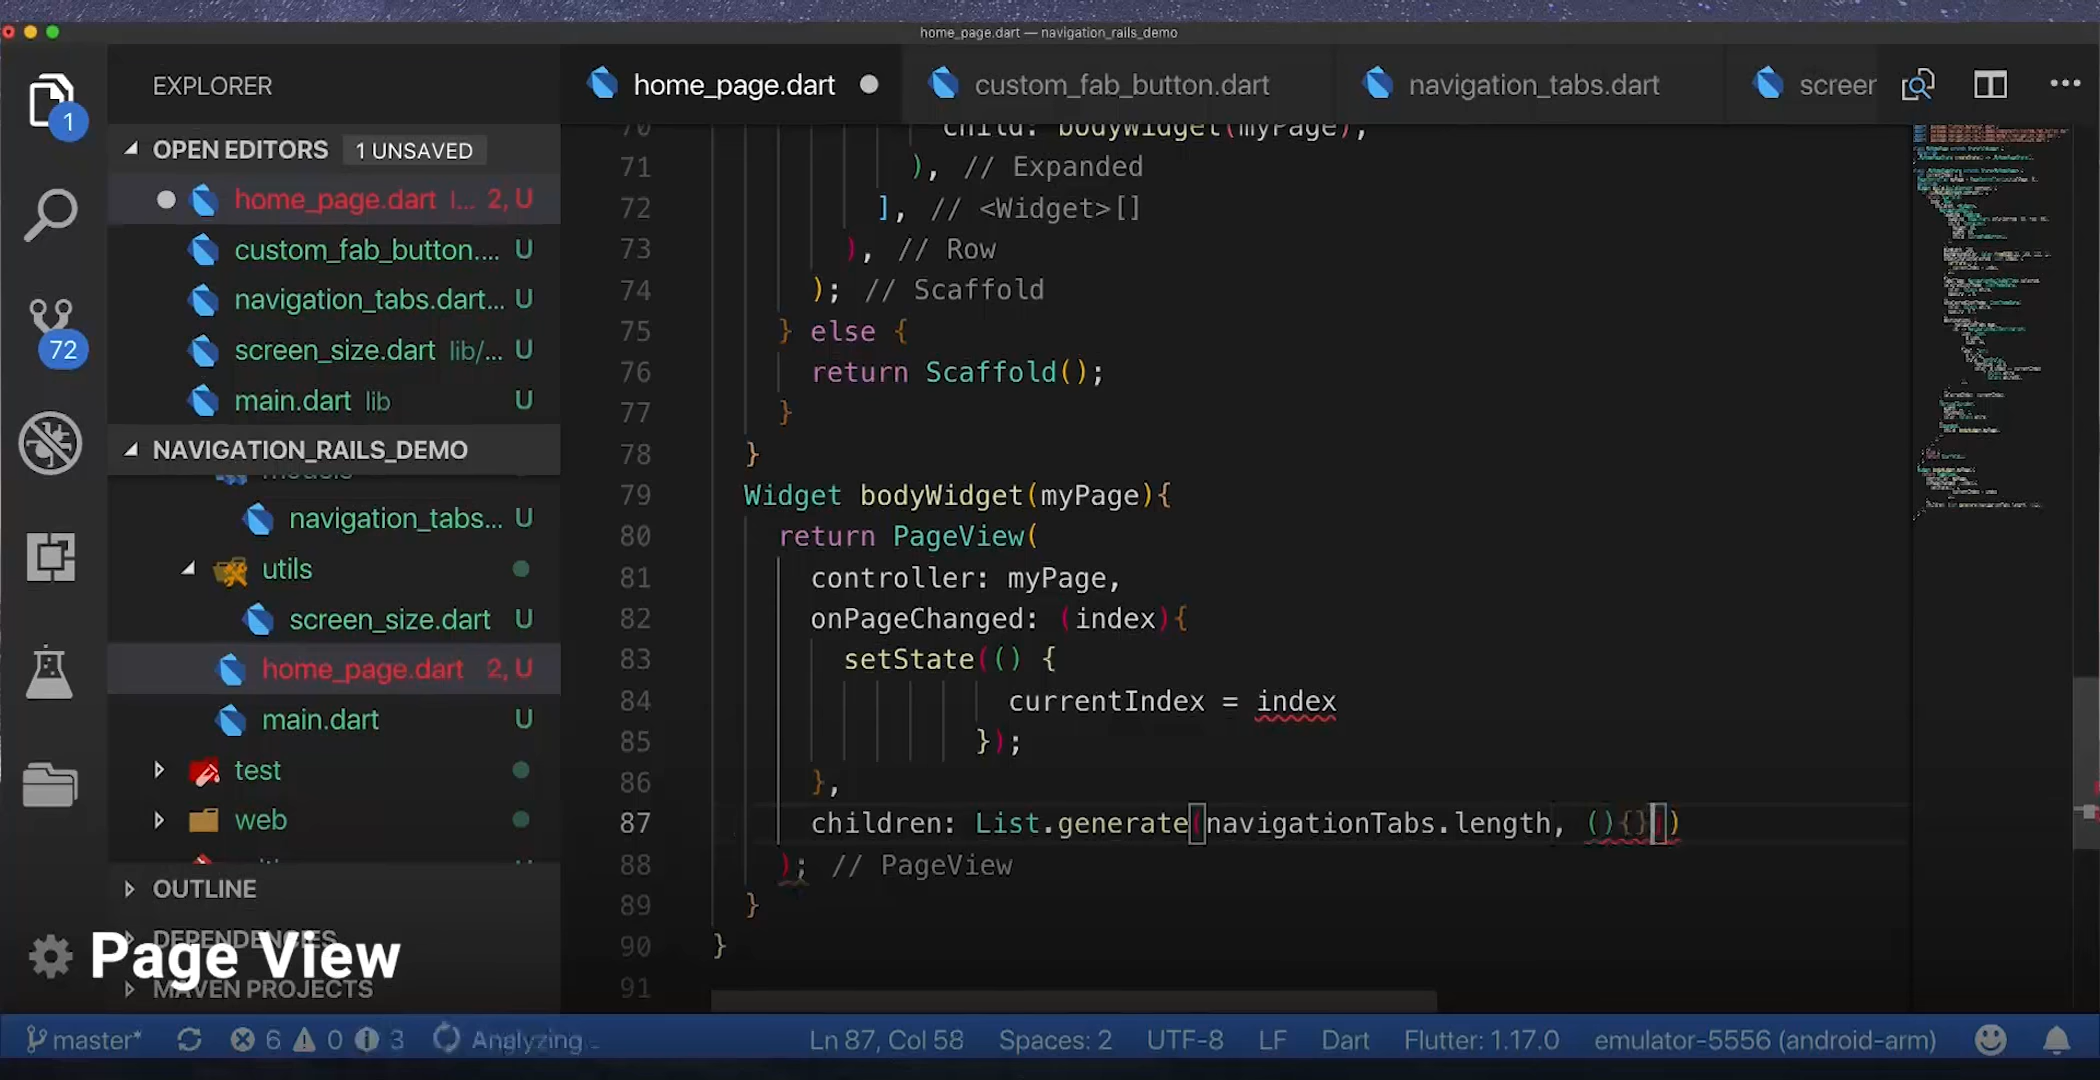 home_page.dart — navigation_rails_demo
EXPLORER
home_page.dart
custom_fab_button.dart
navigation_tabs.dart
screer
1
OPEN EDITORS 1 UNSAVED
home_page.dart l... 2, U
custom_fab_button.... U
navigation_tabs.dart... U
screen_size.dart lib/... U
main.dart lib U
72
NAVIGATION_RAILS_DEMO
models
navigation_tabs... U
utils
screen_size.dart U
home_page.dart 2, U
main.dart U
test
web
OUTLINE
DEPENDENCIES
MAVEN PROJECTS
Page View
70 child: bodyWidget(myPage),
71 ), // Expanded
72 ], // <Widget>[]
73 ), // Row
74 ); // Scaffold
75 } else {
76 return Scaffold();
77 }
78 }
79 Widget bodyWidget(myPage){
80 return PageView(
81 controller: myPage,
82 onPageChanged: (index){
83 setState(() {
84 currentIndex = index
85 });
86 },
87 children: List.generate(navigationTabs.length, (){}))
88 ); // PageView
89 }
90 }
91
master* 6 0 3 Analyzing... Ln 87, Col 58 Spaces: 2 UTF-8 LF Dart Flutter: 1.17.0 emulator-5556 (android-arm)